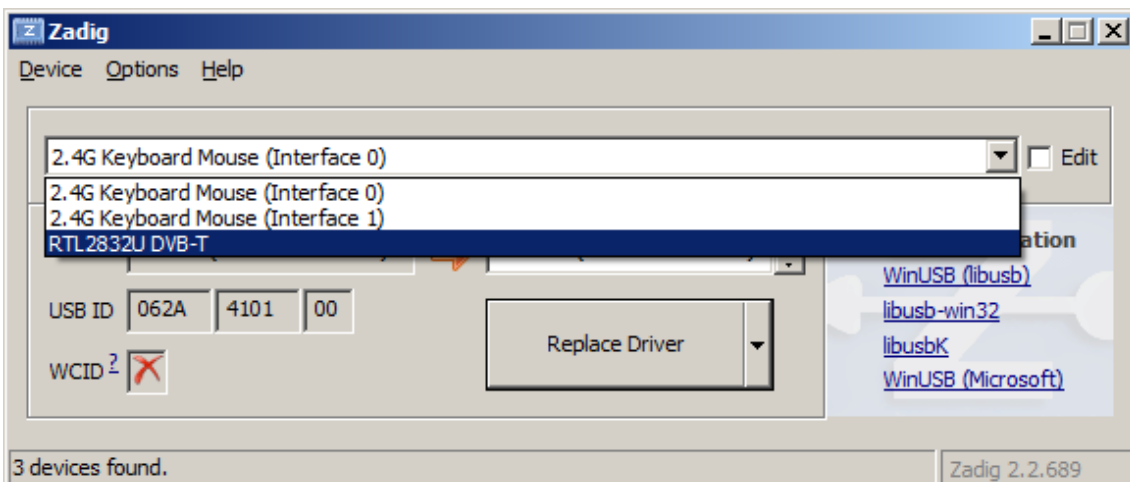 Zadig
Device Options Help
2.4G Keyboard Mouse (Interface 0)
Edit
2.4G Keyboard Mouse (Interface 0)
2.4G Keyboard Mouse (Interface 1)
RTL2832U DVB-T
ation
WinUSB (libusb)
USB ID 062A 4101 00
libusb-win32
Replace Driver
libusbK
WCID ?
WinUSB (Microsoft)
3 devices found.
Zadig 2.2.689